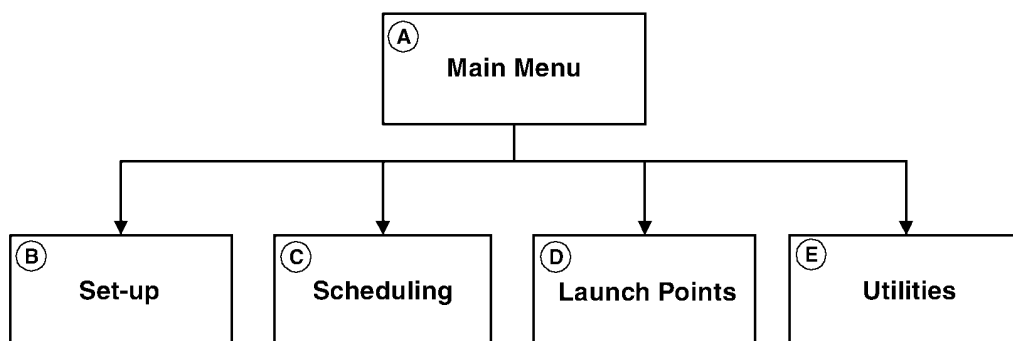 A
Main Menu
B
Set-up
C
Scheduling
D
Launch Points
E
Utilities